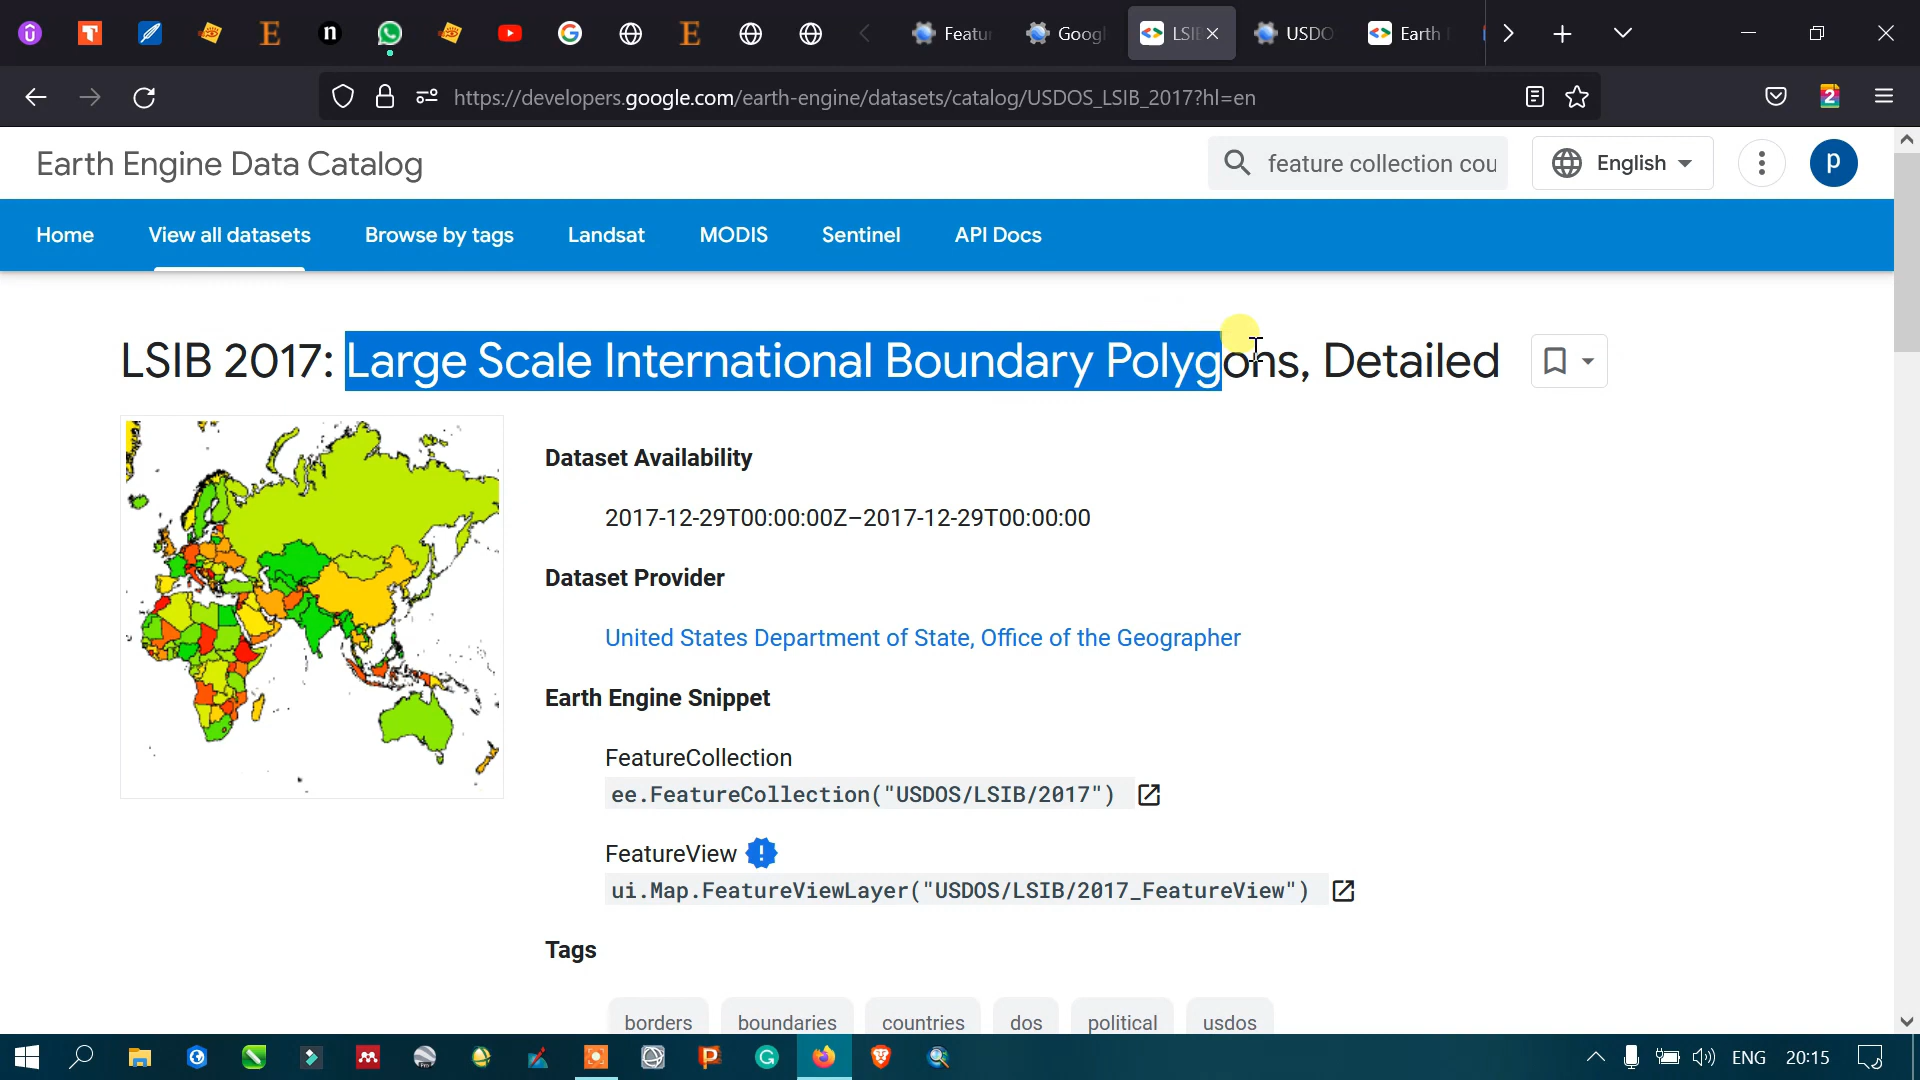 Featu
Goog
LSI
USDO
Earth
https://developers.google.com/earth-engine/datasets/catalog/USDOS_LSIB_2017?hl=en
2
Earth Engine Data Catalog
feature collection cou
English
p
Home
View all datasets
Browse by tags
Landsat
MODIS
Sentinel
API Docs
LSIB 2017: Large Scale International Boundary Polygons, Detailed
Dataset Availability
2017-12-29T00:00:00Z–2017-12-29T00:00:00
Dataset Provider
United States Department of State, Office of the Geographer
Earth Engine Snippet
FeatureCollection
ee.FeatureCollection("USDOS/LSIB/2017")
FeatureView
ui.Map.FeatureViewLayer("USDOS/LSIB/2017_FeatureView")
Tags
borders
boundaries
countries
dos
political
usdos
ENG
20:15